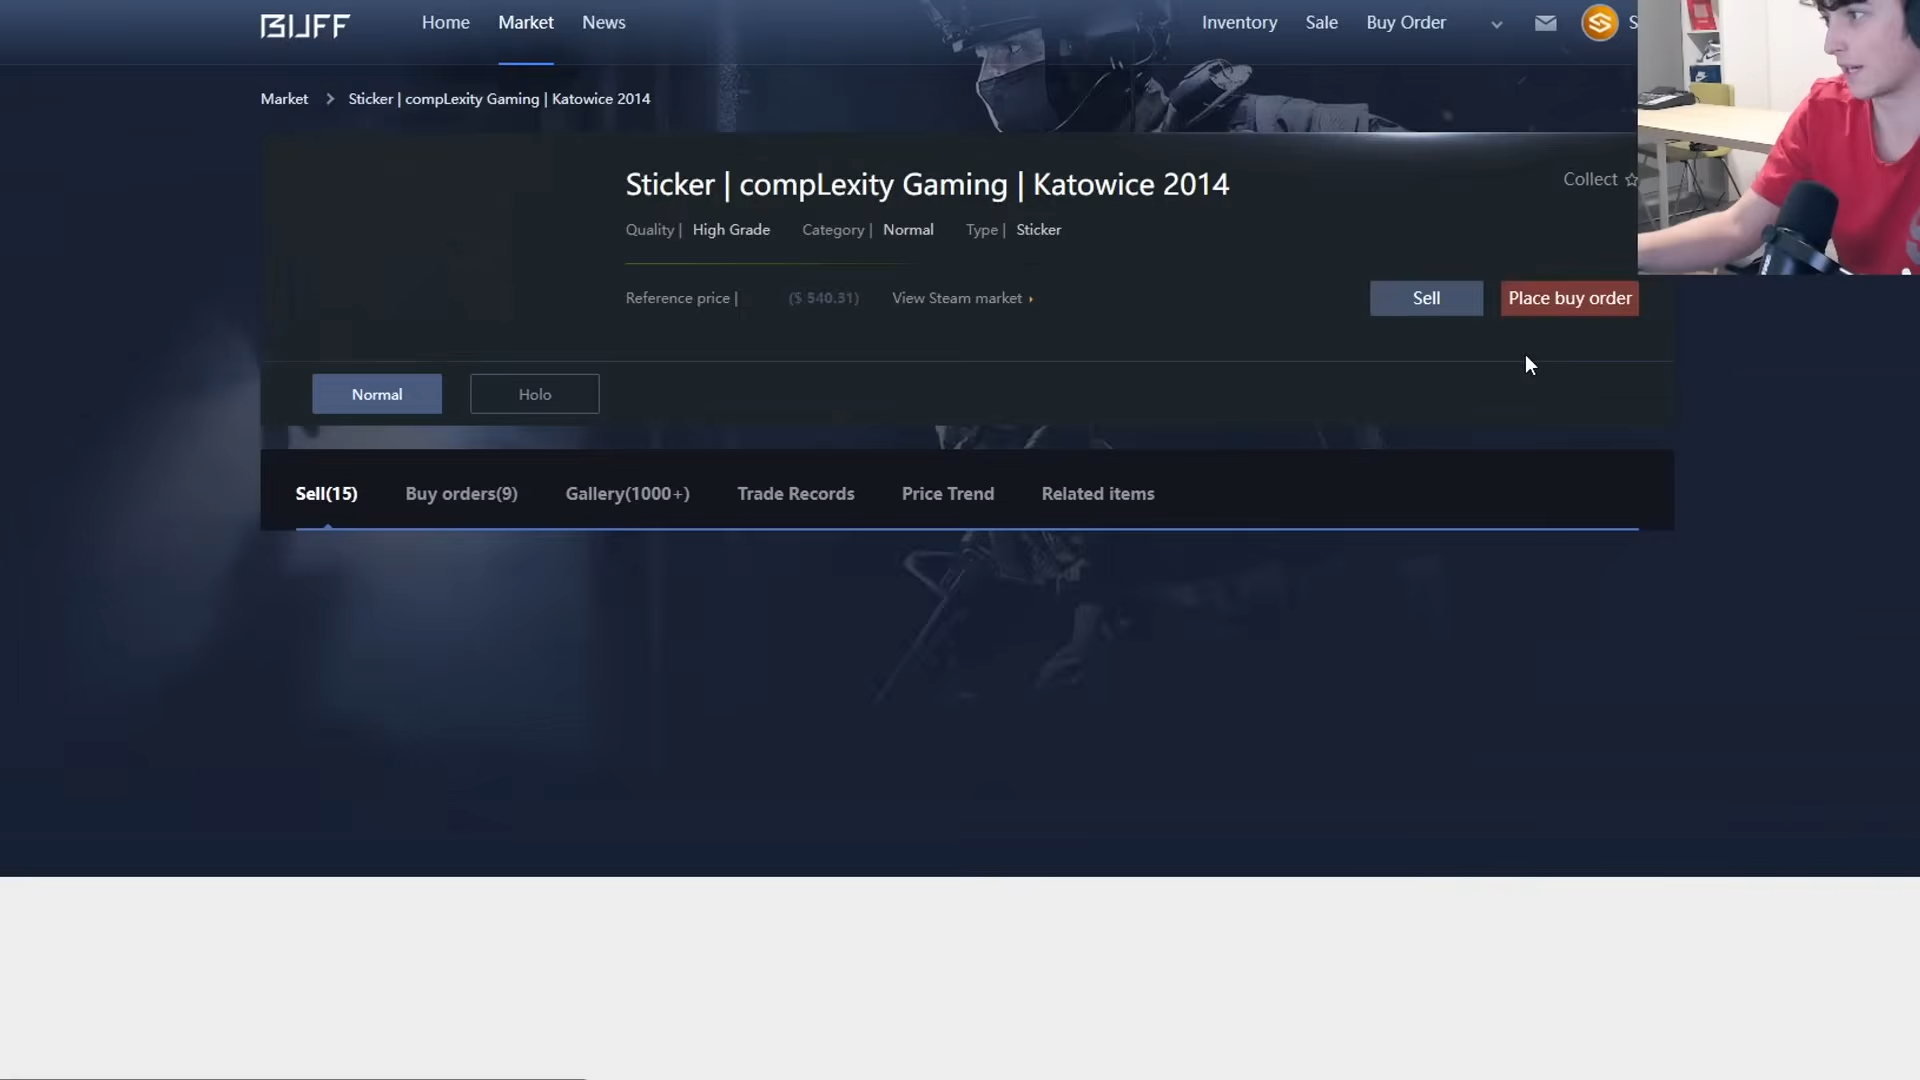 BUFF Home Market News Inventory Sale Buy Order S
Market > Sticker | compLexity Gaming | Katowice 2014
Sticker | compLexity Gaming | Katowice 2014
Collect
Quality | High Grade Category | Normal Type | Sticker
Reference price | ($ 540.31) View Steam market
Sell Place buy order
Normal Holo
Sell(15) Buy orders(9) Gallery(1000+) Trade Records Price Trend Related items